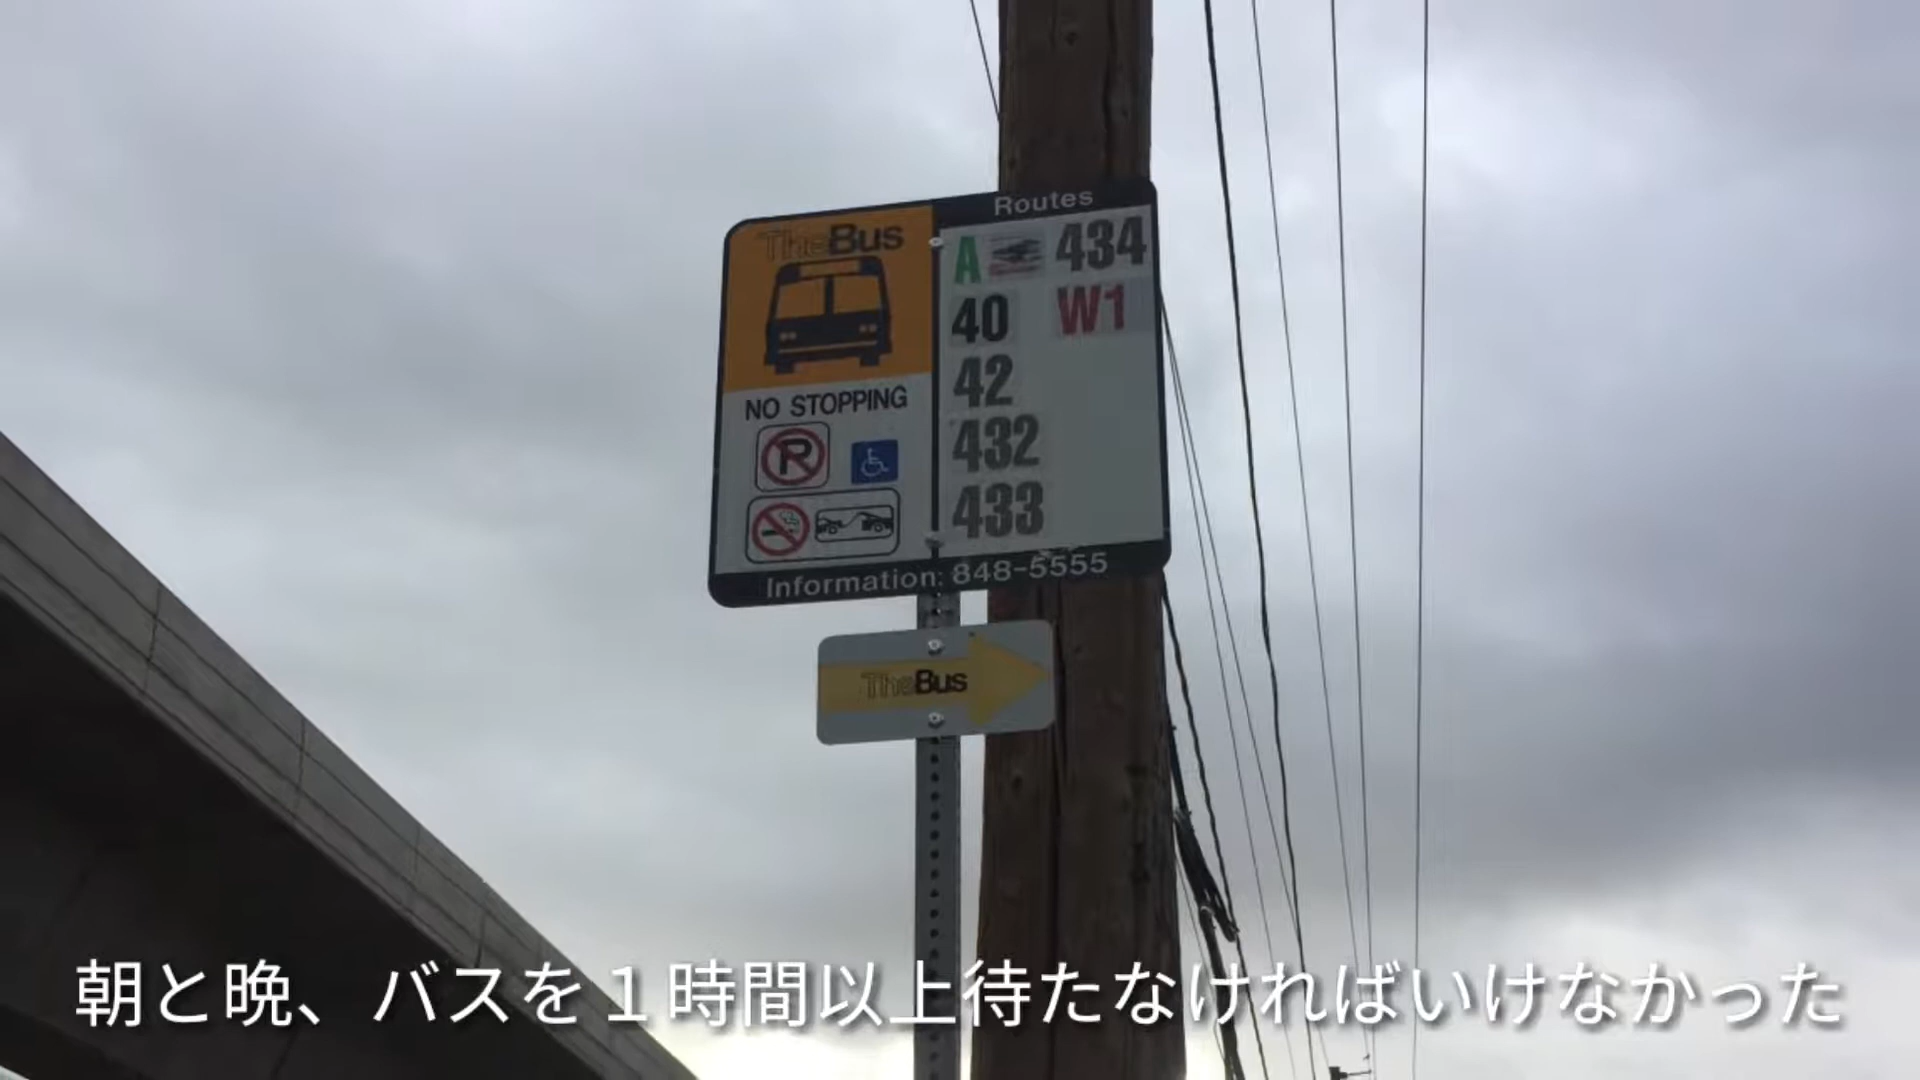 Routes
TheBus
A 434
40 W1
42
432
433
NO STOPPING
P
Information: 848-5555
TheBus
朝と晩、バスを１時間以上待たなければいけなかった